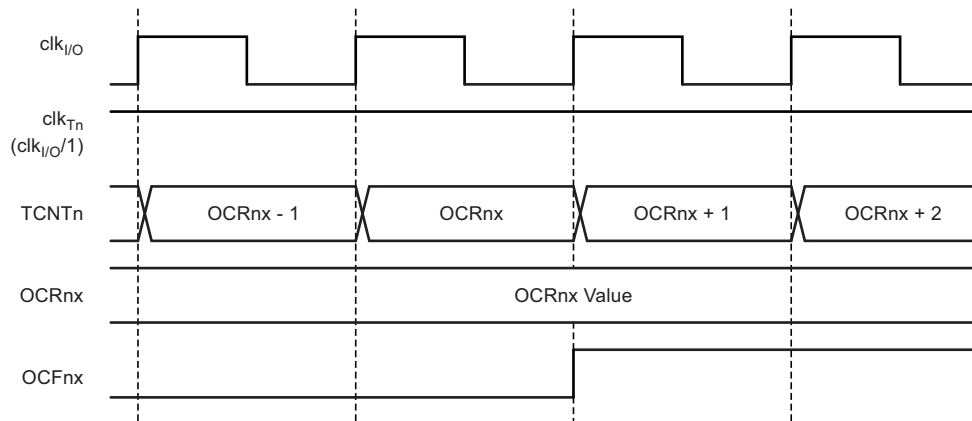 clkI/O
clkTn
(clkI/O/1)
TCNTn OCRnx - 1 OCRnx OCRnx + 1 OCRnx + 2
OCRnx OCRnx Value
OCFnx